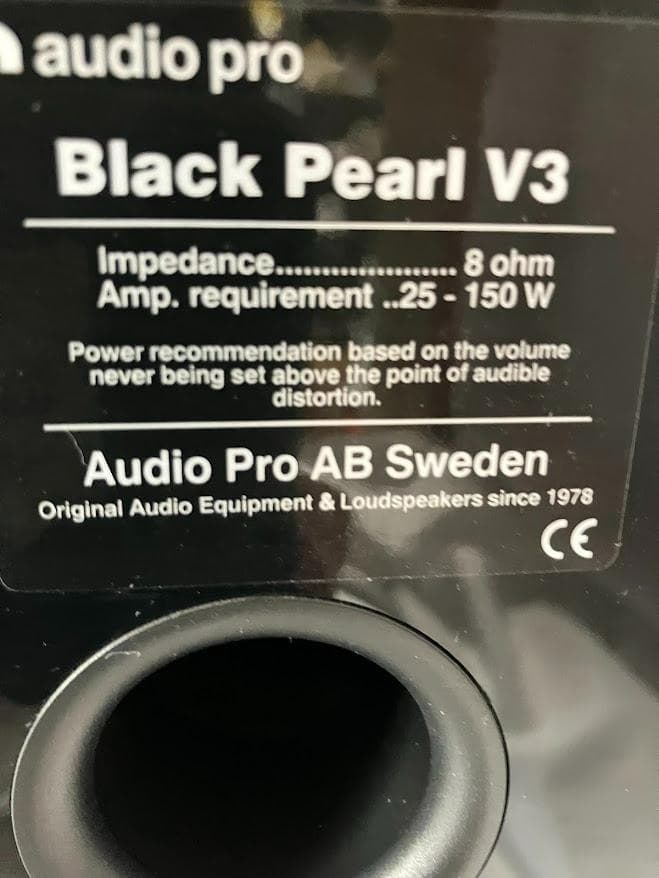 audio pro
Black Pearl V3
Impedance.................... 8 ohm
Amp. requirement ..25 - 150 W
Power recommendation based on the volume
never being set above the point of audible
distortion.
Audio Pro AB Sweden
Original Audio Equipment & Loudspeakers since 1978
CE